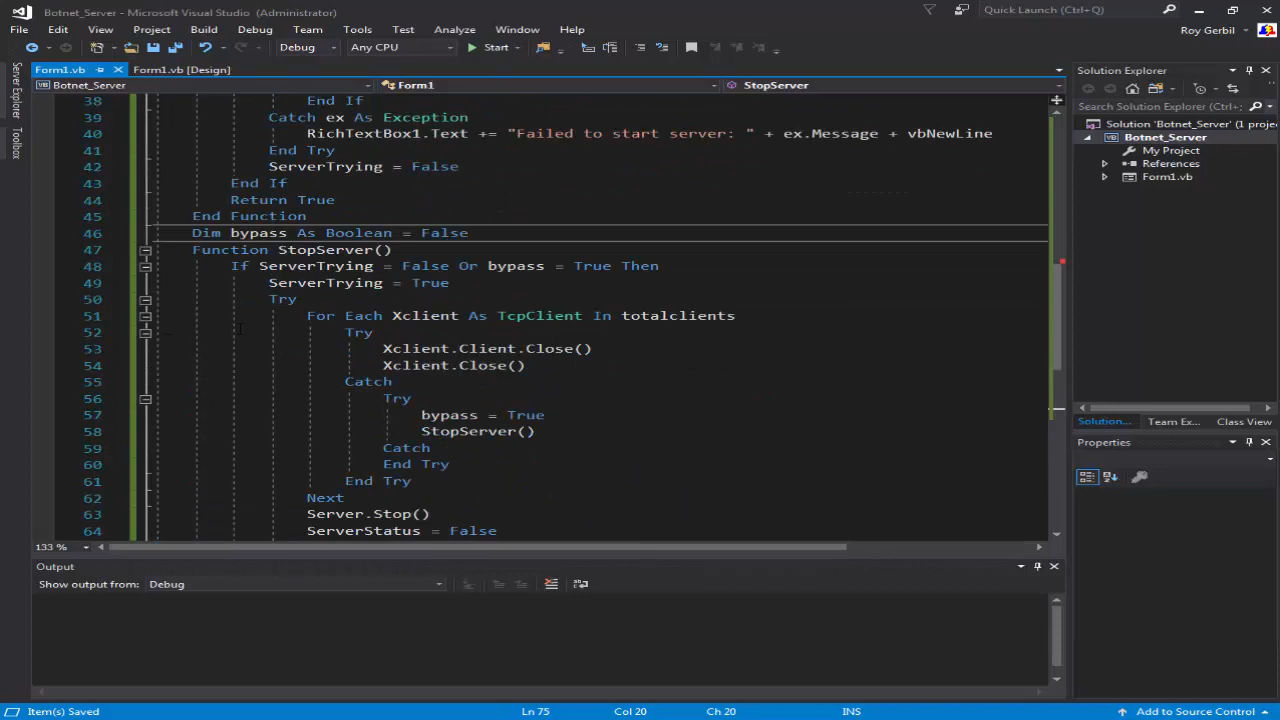 Botnet_Server - Microsoft Visual Studio (Administrator)
Quick Launch (Ctrl+Q)
File Edit View Project Build Debug Team Tools Test Analyze Window Help
Roy Gerbil
Debug Any CPU Start
Server Explorer
Toolbox
Form1.vb Form1.vb [Design]
Botnet_Server Form1 StopServer
38 End If
39 Catch ex As Exception
40 RichTextBox1.Text += "Failed to start server: " + ex.Message + vbNewLine
41 End Try
42 ServerTrying = False
43 End If
44 Return True
45 End Function
46 Dim bypass As Boolean = False
47 Function StopServer()
48 If ServerTrying = False Or bypass = True Then
49 ServerTrying = True
50 Try
51 For Each Xclient As TcpClient In totalclients
52 Try
53 Xclient.Client.Close()
54 Xclient.Close()
55 Catch
56 Try
57 bypass = True
58 StopServer()
59 Catch
60 End Try
61 End Try
62 Next
63 Server.Stop()
64 ServerStatus = False
133 %
Output
Show output from: Debug
Solution Explorer
Search Solution Explorer (Ctrl+;)
Solution 'Botnet_Server' (1 proje
Botnet_Server
My Project
References
Form1.vb
Solution... Team Ex... Class View
Properties
Item(s) Saved Ln 75 Col 20 Ch 20 INS Add to Source Control